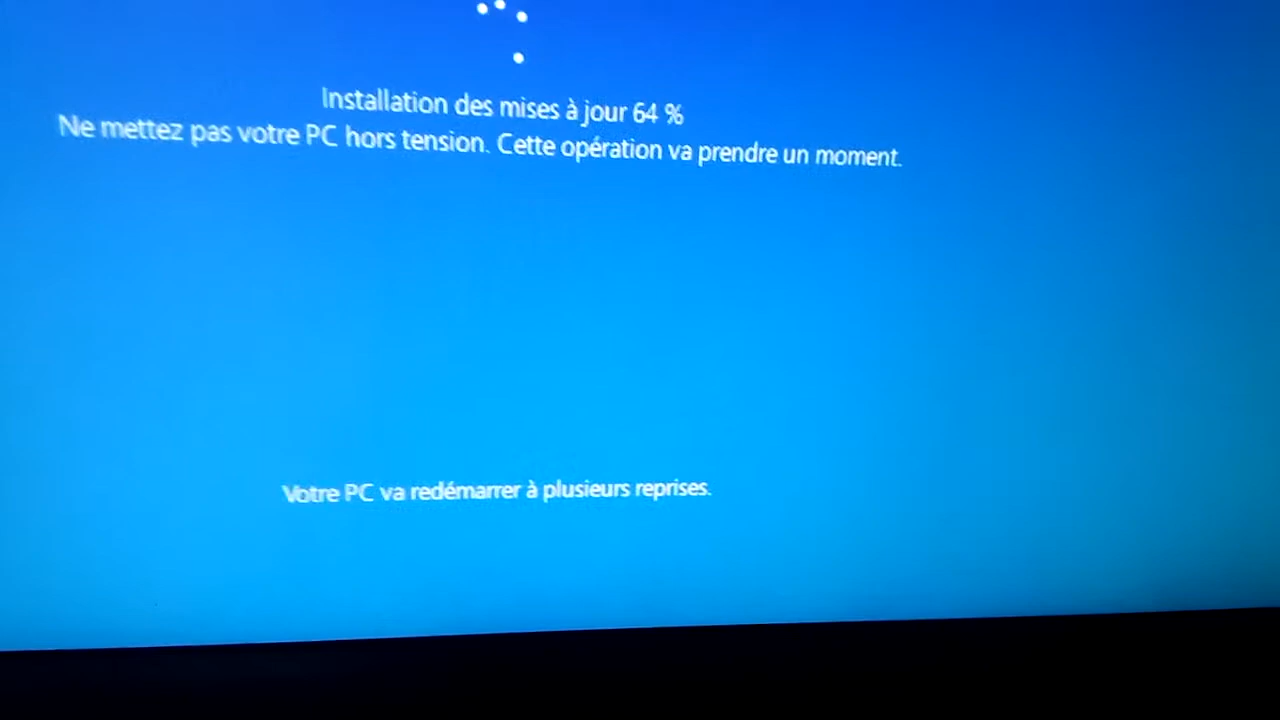 Installation des mises à jour 64 %
Ne mettez pas votre PC hors tension. Cette opération va prendre un moment.
Votre PC va redémarrer à plusieurs reprises.